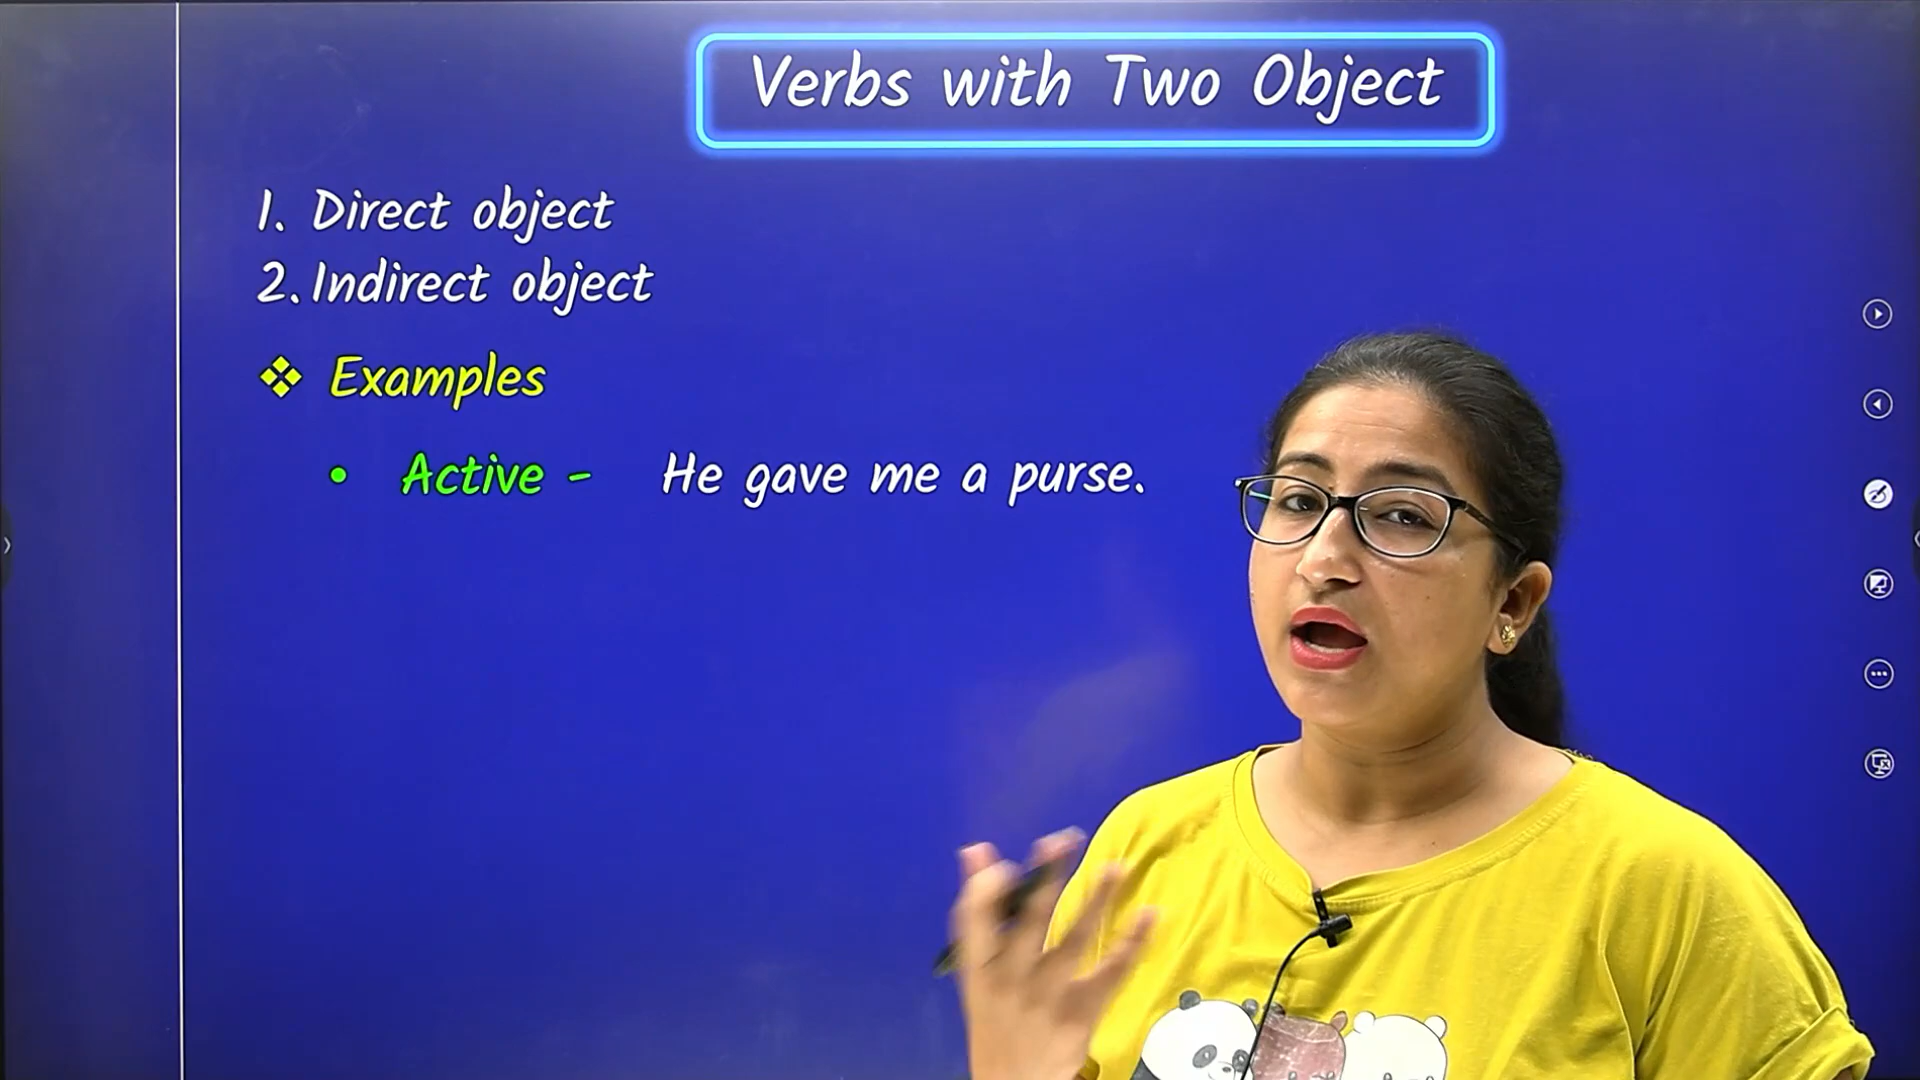 Verbs with Two Object
1. Direct object
2. Indirect object
❖ Examples
• Active - He gave me a purse.